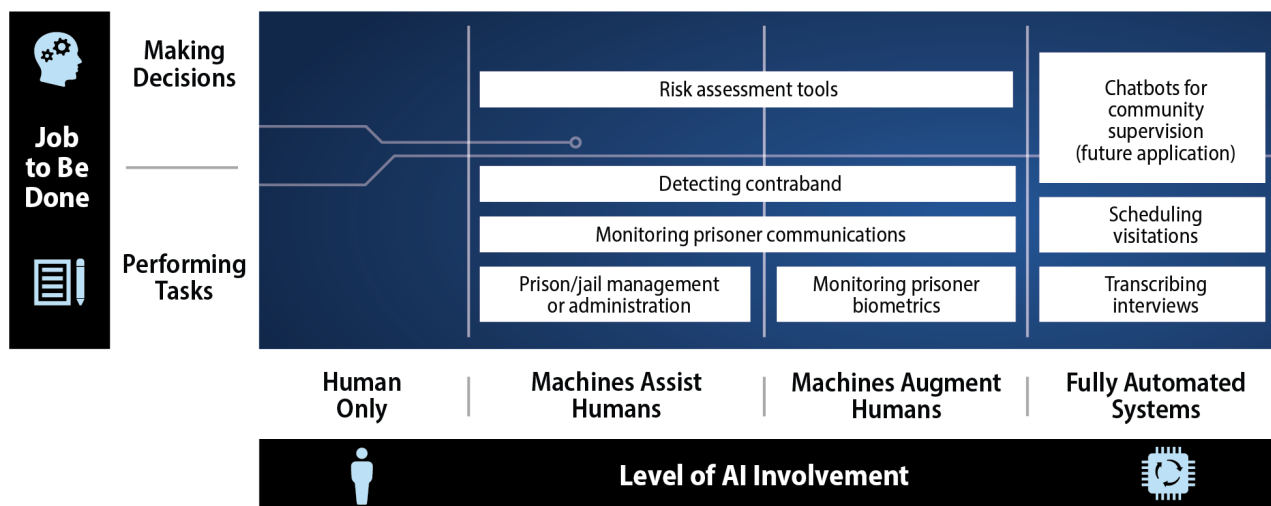 Job
to Be
Done
Making
Decisions
Performing
Tasks
Risk assessment tools
Chatbots for
community
supervision
(future application)
Detecting contraband
Monitoring prisoner communications
Scheduling
visitations
Prison/jail management
or administration
Monitoring prisoner
biometrics
Transcribing
interviews
Human
Only
Machines Assist
Humans
Machines Augment
Humans
Fully Automated
Systems
Level of AI Involvement